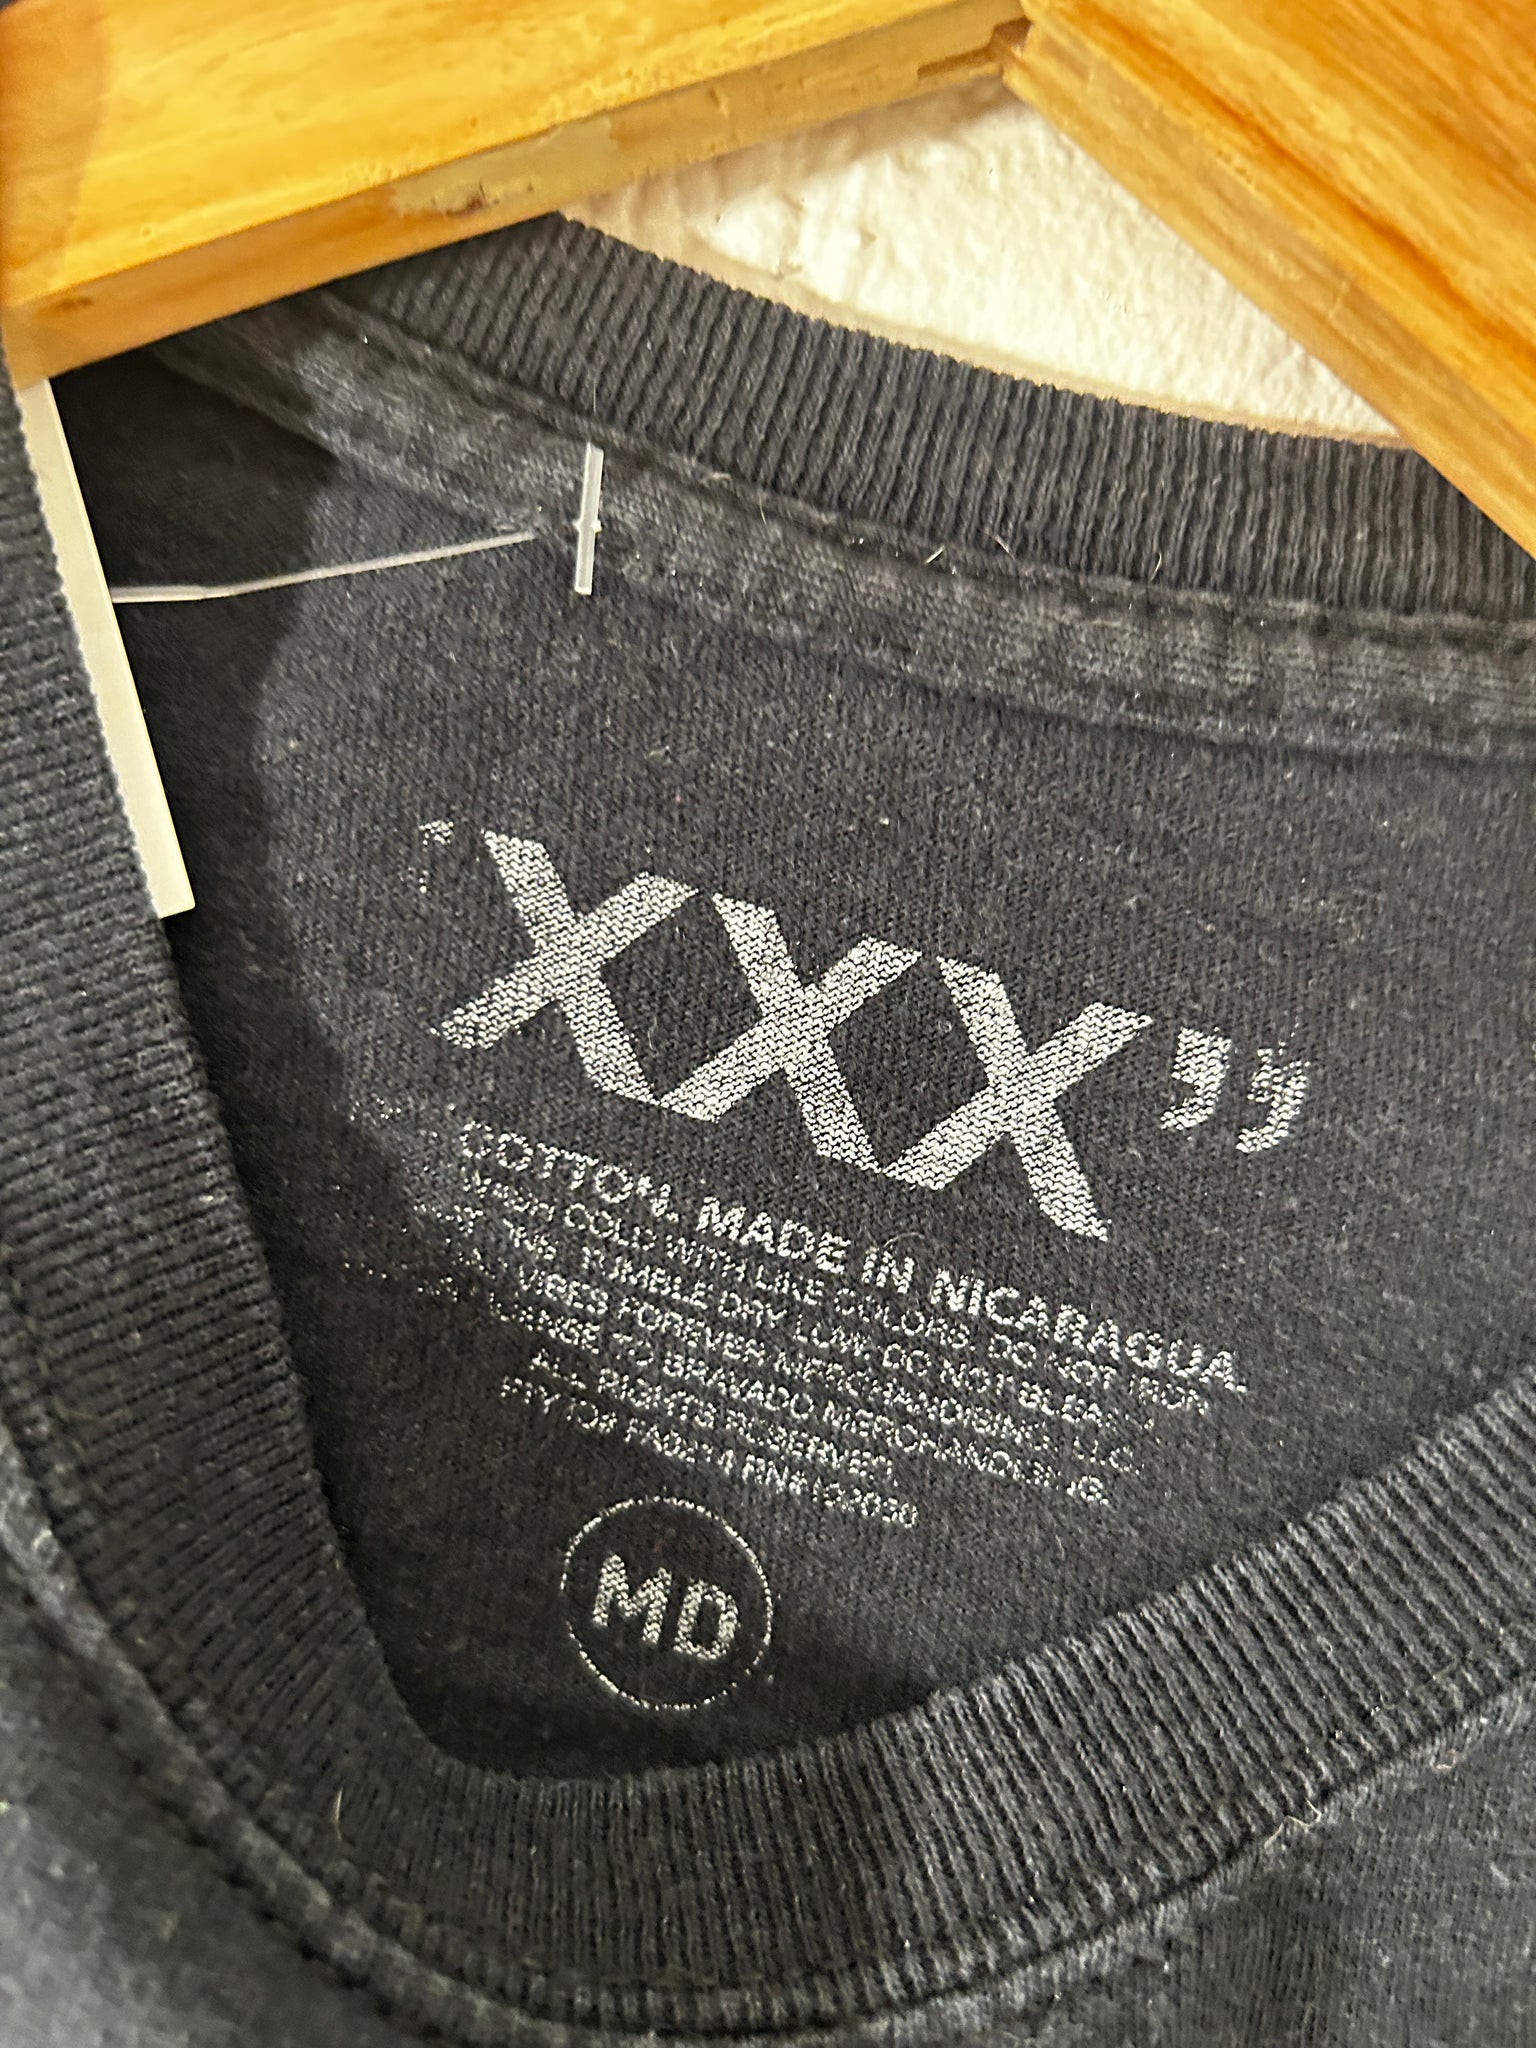 " XXX "
COTTON. MADE IN NICARAGUA.
WASH COLD WITH LIKE COLORS. DO NOT IRON
TUMBLE DRY LOW. DO NOT BLEACH
VIBES FOREVER MERCHANDISING LLC.
TO BRAVADO MERCHANDISING.
ALL RIGHTS RESERVED.
MD